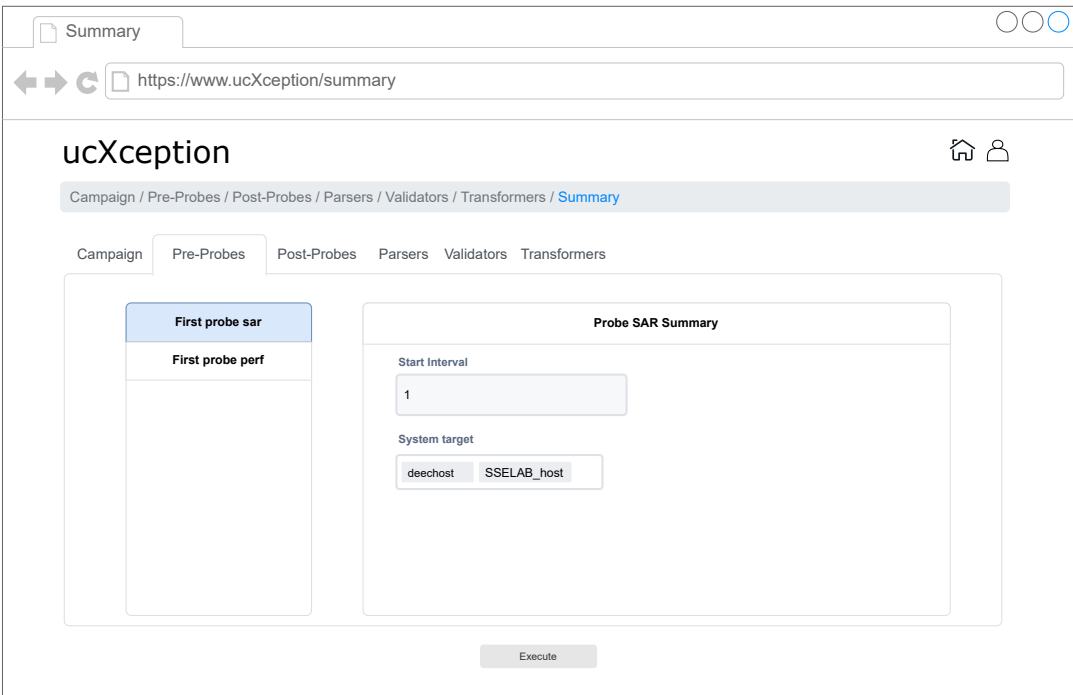 Summary
https://www.ucXception/summary
ucXception
Campaign / Pre-Probes / Post-Probes / Parsers / Validators / Transformers / Summary
Campaign Pre-Probes Post-Probes Parsers Validators Transformers
First probe sar
First probe perf
Probe SAR Summary
Start Interval
1
System target
deechost SSELAB_host
Execute